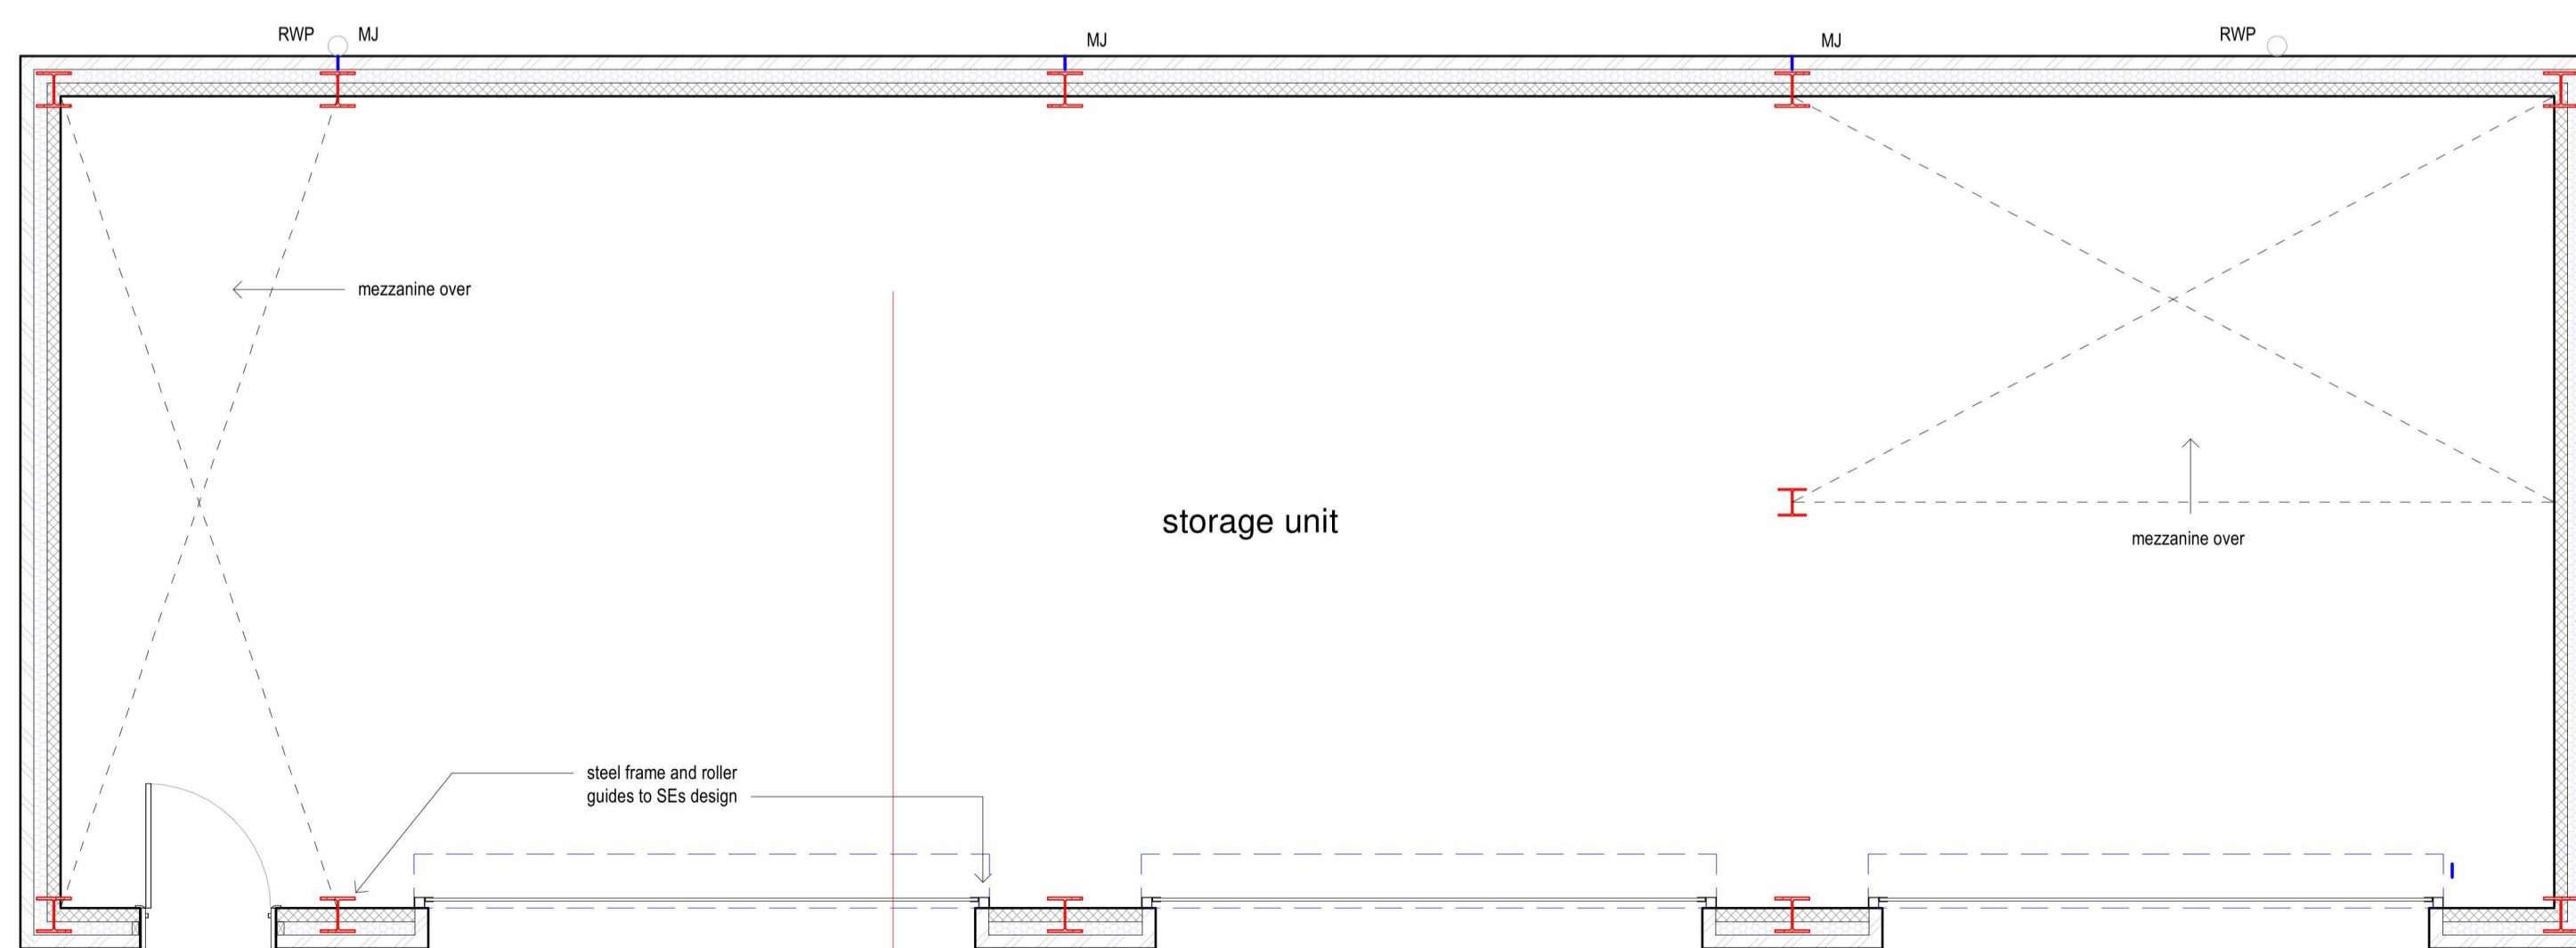 RWP MJ
MJ
MJ
RWP
mezzanine over
storage unit
mezzanine over
steel frame and roller
guides to SEs design